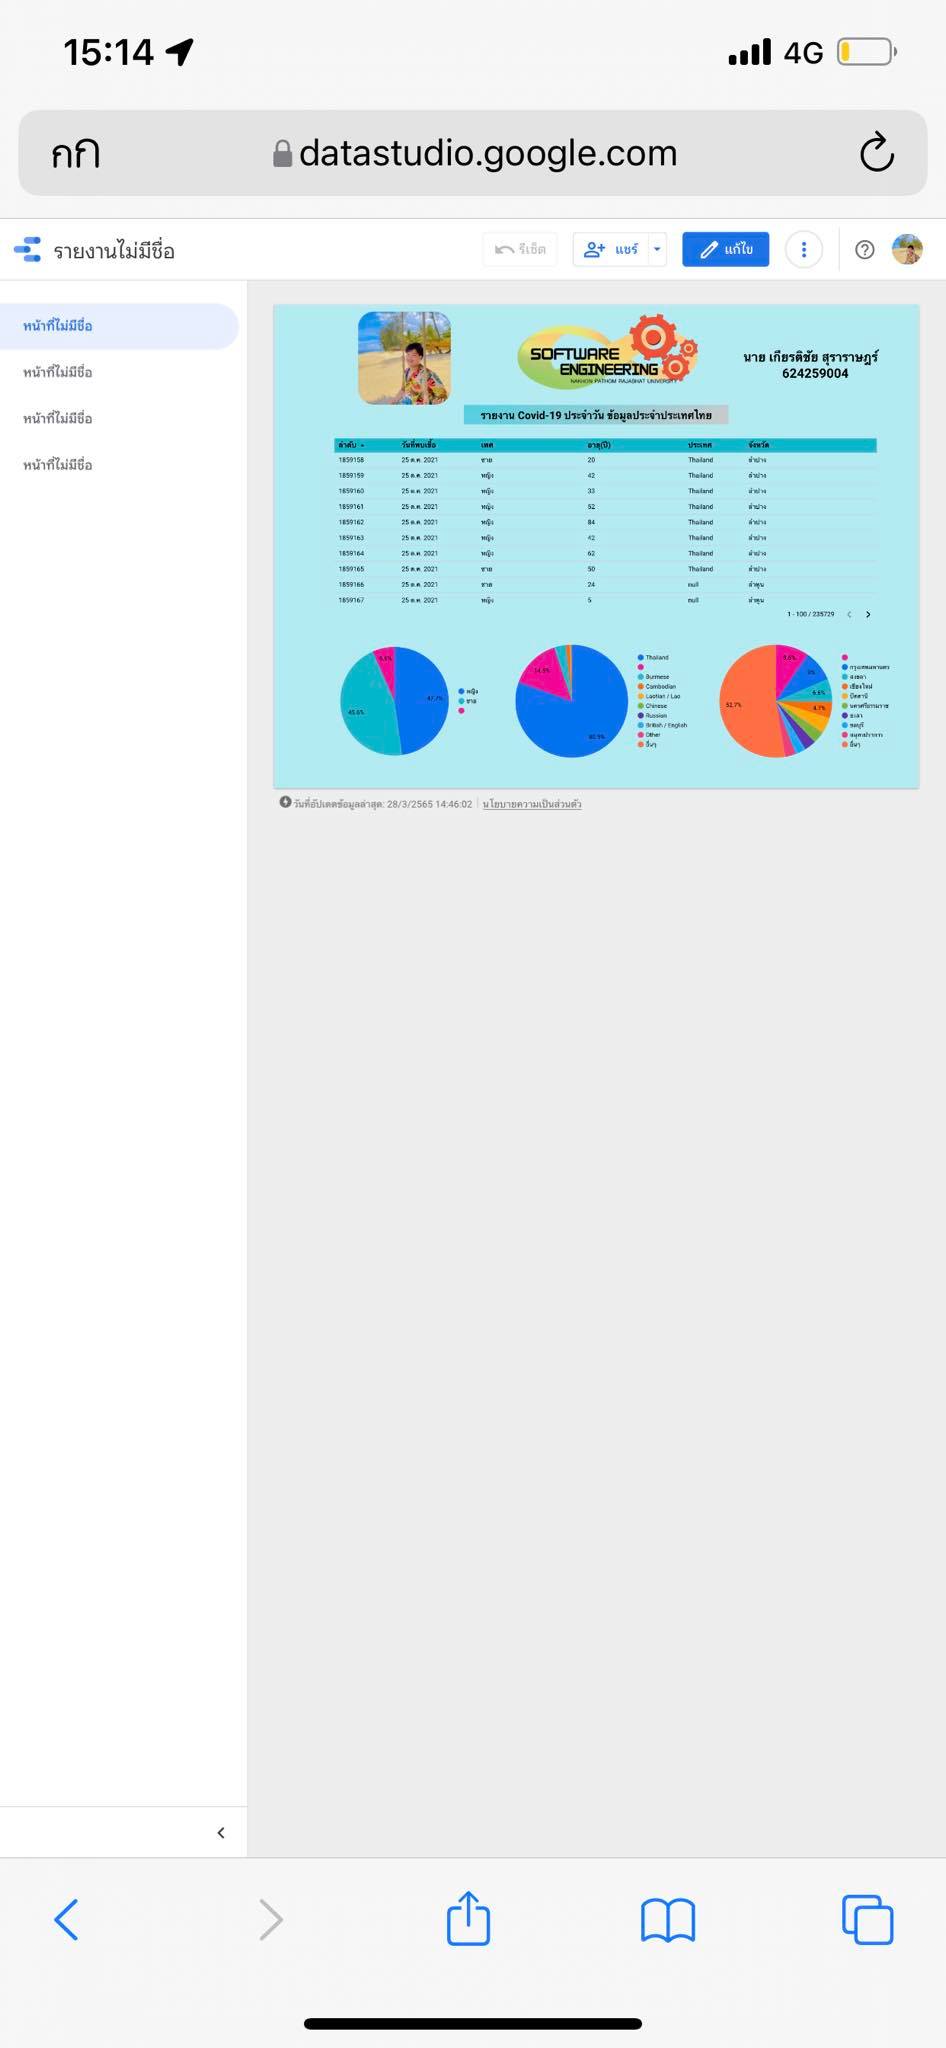 15:14
4G
กก
datastudio.google.com
รายงานไม่มีชื่อ
รีเซ็ต
แชร์
แก้ไข
หน้าที่ไม่มีชื่อ
หน้าที่ไม่มีชื่อ
หน้าที่ไม่มีชื่อ
หน้าที่ไม่มีชื่อ
SOFTWARE
ENGINEERING
NAKHON PATHOM RAJABHAT UNIVERSITY
นาย เกียรติชัย สุราราษฎร์
624259004
รายงาน Covid-19 ประจำวัน ข้อมูลประจำประเทศไทย
ลำดับ วันที่พบเชื้อ เพศ อายุ(ปี) ประเทศ จังหวัด
1859158 25 ต.ค. 2021 ชาย 20 Thailand ลำปาง
1859159 25 ต.ค. 2021 หญิง 42 Thailand ลำปาง
1859160 25 ต.ค. 2021 หญิง 33 Thailand ลำปาง
1859161 25 ต.ค. 2021 หญิง 52 Thailand ลำปาง
1859162 25 ต.ค. 2021 หญิง 84 Thailand ลำปาง
1859163 25 ต.ค. 2021 หญิง 42 Thailand ลำปาง
1859164 25 ต.ค. 2021 หญิง 62 Thailand ลำปาง
1859165 25 ต.ค. 2021 ชาย 50 Thailand ลำปาง
1859166 25 ต.ค. 2021 ชาย 24 null ลำพูน
1859167 25 ต.ค. 2021 หญิง 5 null ลำพูน
1 - 100 / 235729
47.7%
45.6%
หญิง
ชาย
14.5%
Thailand
Burmese
Cambodian
Laotian / Lao
Chinese
Russian
British / English
Other
อื่นๆ
9%
6.6%
4.7%
52.7%
กรุงเทพมหานคร
สงขลา
เชียงใหม่
ปัตตานี
นครศรีธรรมราช
ยะลา
ชลบุรี
สมุทรปราการ
อื่นๆ
วันที่อัปเดตข้อมูลล่าสุด: 28/3/2565 14:46:02
นโยบายความเป็นส่วนตัว